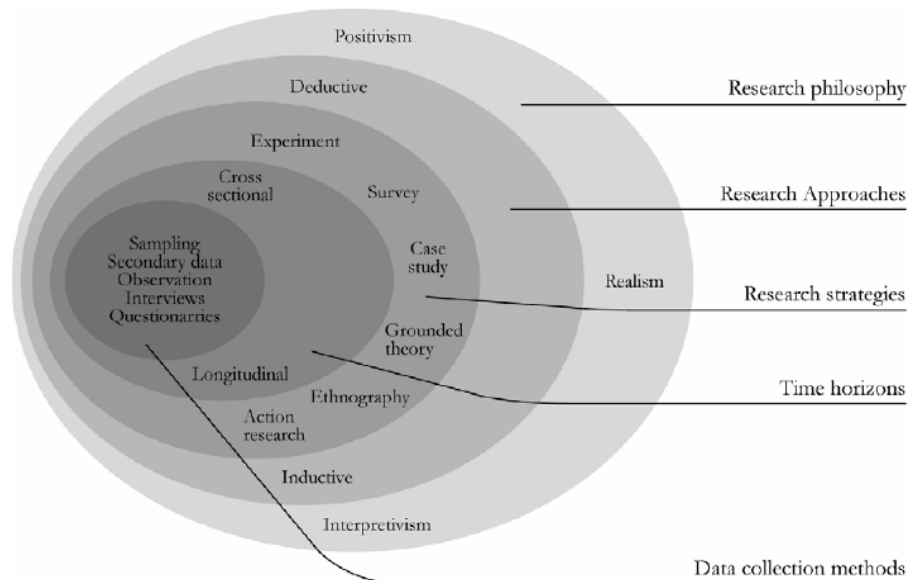 Positivism
Deductive
Research philosophy
Experiment
Cross
sectional
Survey
Research Approaches
Sampling
Secondary data
Observation
Interviews
Questionarries
Case
study
Realism
Research strategies
Grounded
theory
Longitudinal
Time horizons
Ethnography
Action
research
Inductive
Interpretivism
Data collection methods